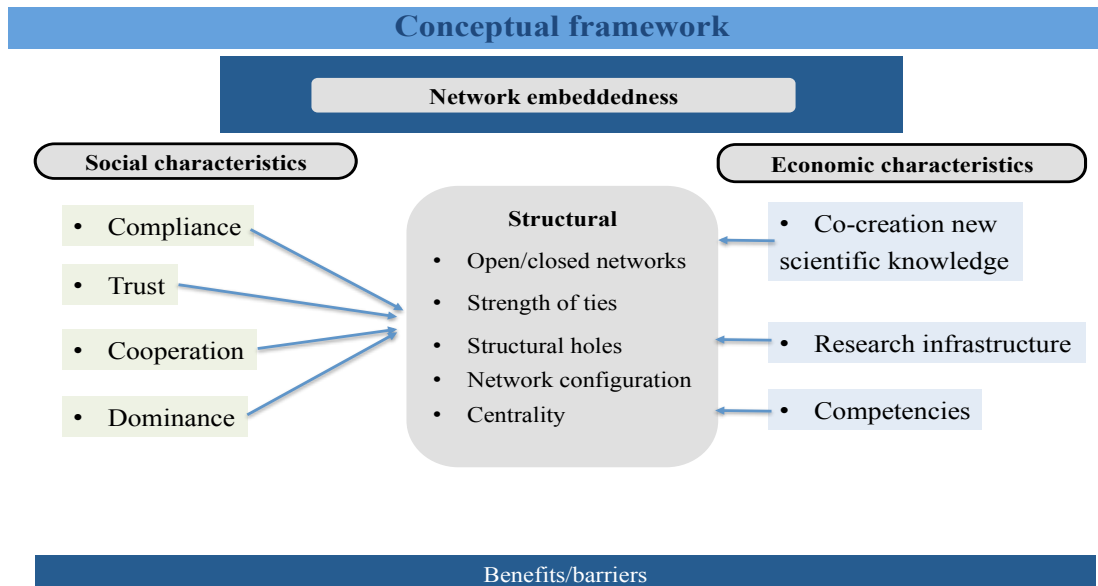 Conceptual framework
Network embeddedness
Social characteristics
• Compliance
• Trust
• Cooperation
• Dominance
Structural
• Open/closed networks
• Strength of ties
• Structural holes
• Network configuration
• Centrality
Economic characteristics
• Co-creation new
scientific knowledge
• Research infrastructure
• Competencies
Benefits/barriers